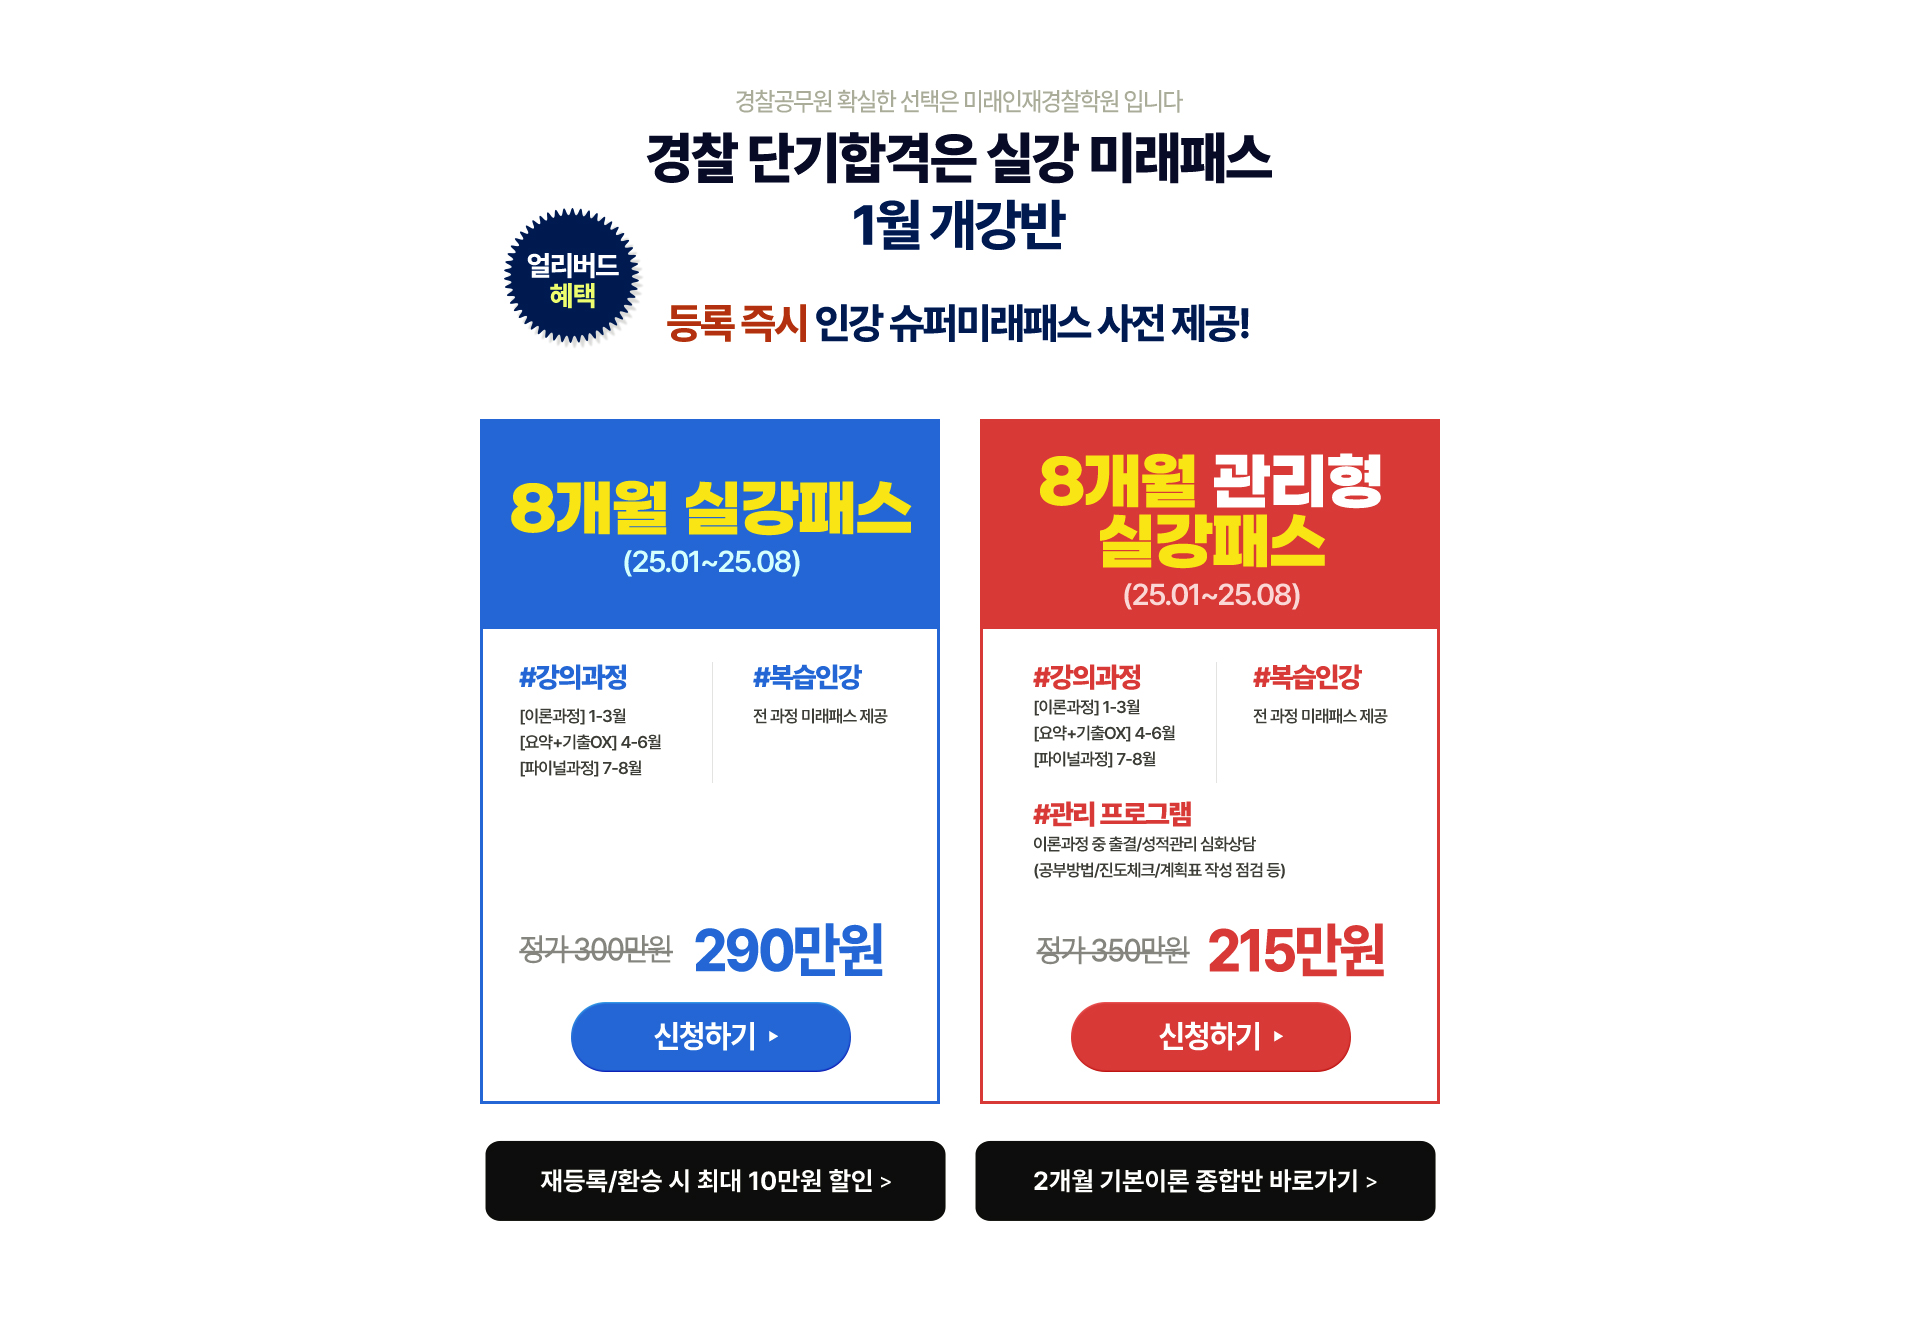 경찰공무원 확실한 선택은 미래인재경찰학원 입니다
경찰 단기합격은 실강 미래패스
1월 개강반
얼리버드
혜택
등록 즉시 인강 슈퍼미래패스 사전 제공!
8개월 실강패스
(25.01~25.08)
#강의과정
[이론과정] 1-3월
[요약+기출OX] 4-6월
[파이널과정] 7-8월
#복습인강
전 과정 미래패스 제공
정가 300만원 290만원
신청하기 ▶
8개월 관리형
실강패스
(25.01~25.08)
#강의과정
[이론과정] 1-3월
[요약+기출OX] 4-6월
[파이널과정] 7-8월
#복습인강
전 과정 미래패스 제공
#관리 프로그램
이론과정 중 출결/성적관리 심화상담
(공부방법/진도체크/계획표 작성 점검 등)
정가 350만원 215만원
신청하기 ▶
재등록/환승 시 최대 10만원 할인 >
2개월 기본이론 종합반 바로가기 >